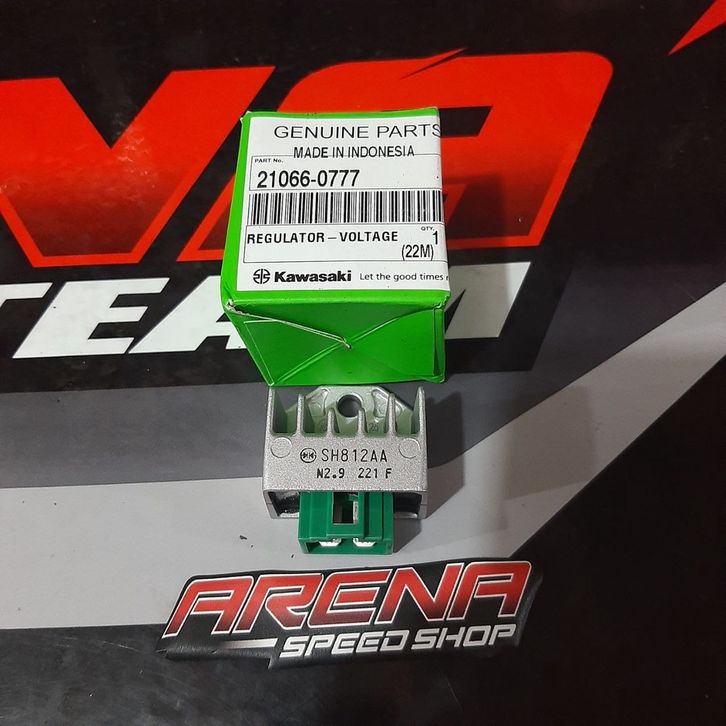 TEAM
GENUINE PARTS
MADE IN INDONESIA
PART No.
21066-0777
REGULATOR-VOLTAGE
QTY. 1
(22M)
Kawasaki Let the good times
SH812AA
N2.9 221 F
ARENA
SPEED SHOP